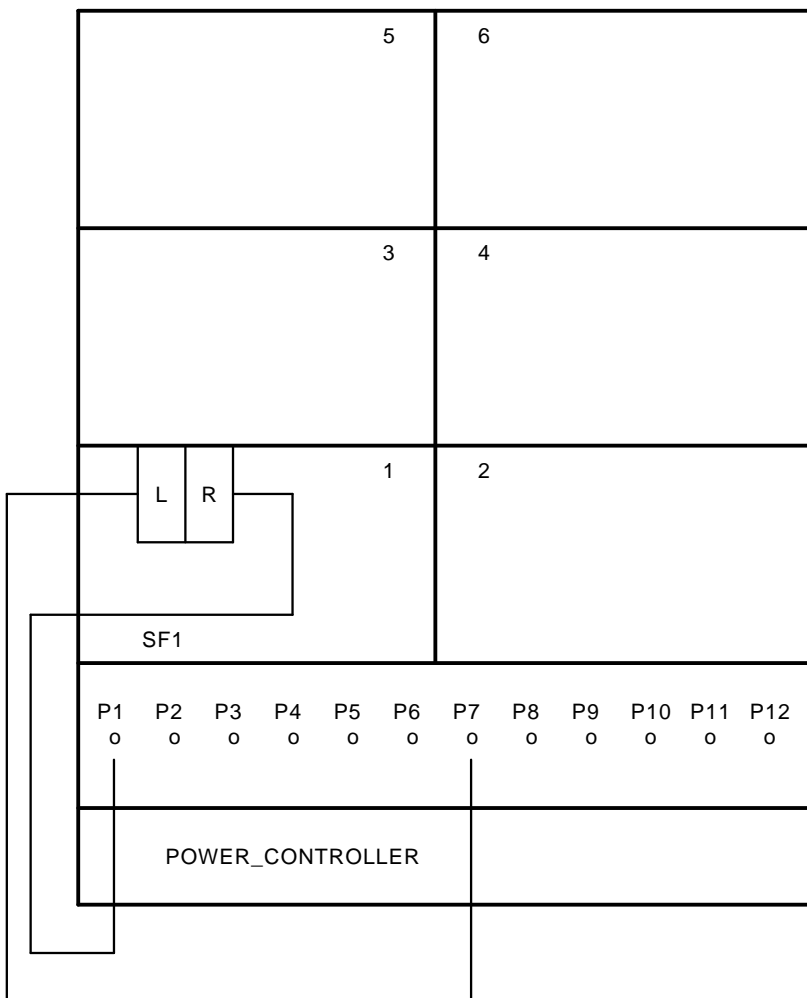 5 6
3 4
1 2
L R
SF1
P1 P2 P3 P4 P5 P6 P7 P8 P9 P10 P11 P12
o o o o o o o o o o o o
POWER_CONTROLLER